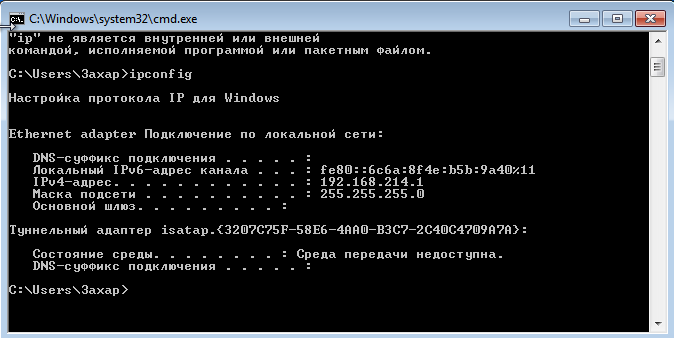 C:\Windows\system32\cmd.exe
"ip" не является внутренней или внешней
командой, исполняемой программой или пакетным файлом.
C:\Users\Захар>ipconfig
Настройка протокола IP для Windows
Ethernet adapter Подключение по локальной сети:
DNS-суффикс подключения . . . . . :
Локальный IPv6-адрес канала . . . : fe80::6c6a:8f4e:b5b:9a40%11
IPv4-адрес. . . . . . . . . . . . : 192.168.214.1
Маска подсети . . . . . . . . . . : 255.255.255.0
Основной шлюз. . . . . . . . . :
Туннельный адаптер isatap.{3207C75F-58E6-4AA0-B3C7-2C40C4709A7A}:
Состояние среды. . . . . . . . : Среда передачи недоступна.
DNS-суффикс подключения . . . . . :
C:\Users\Захар>